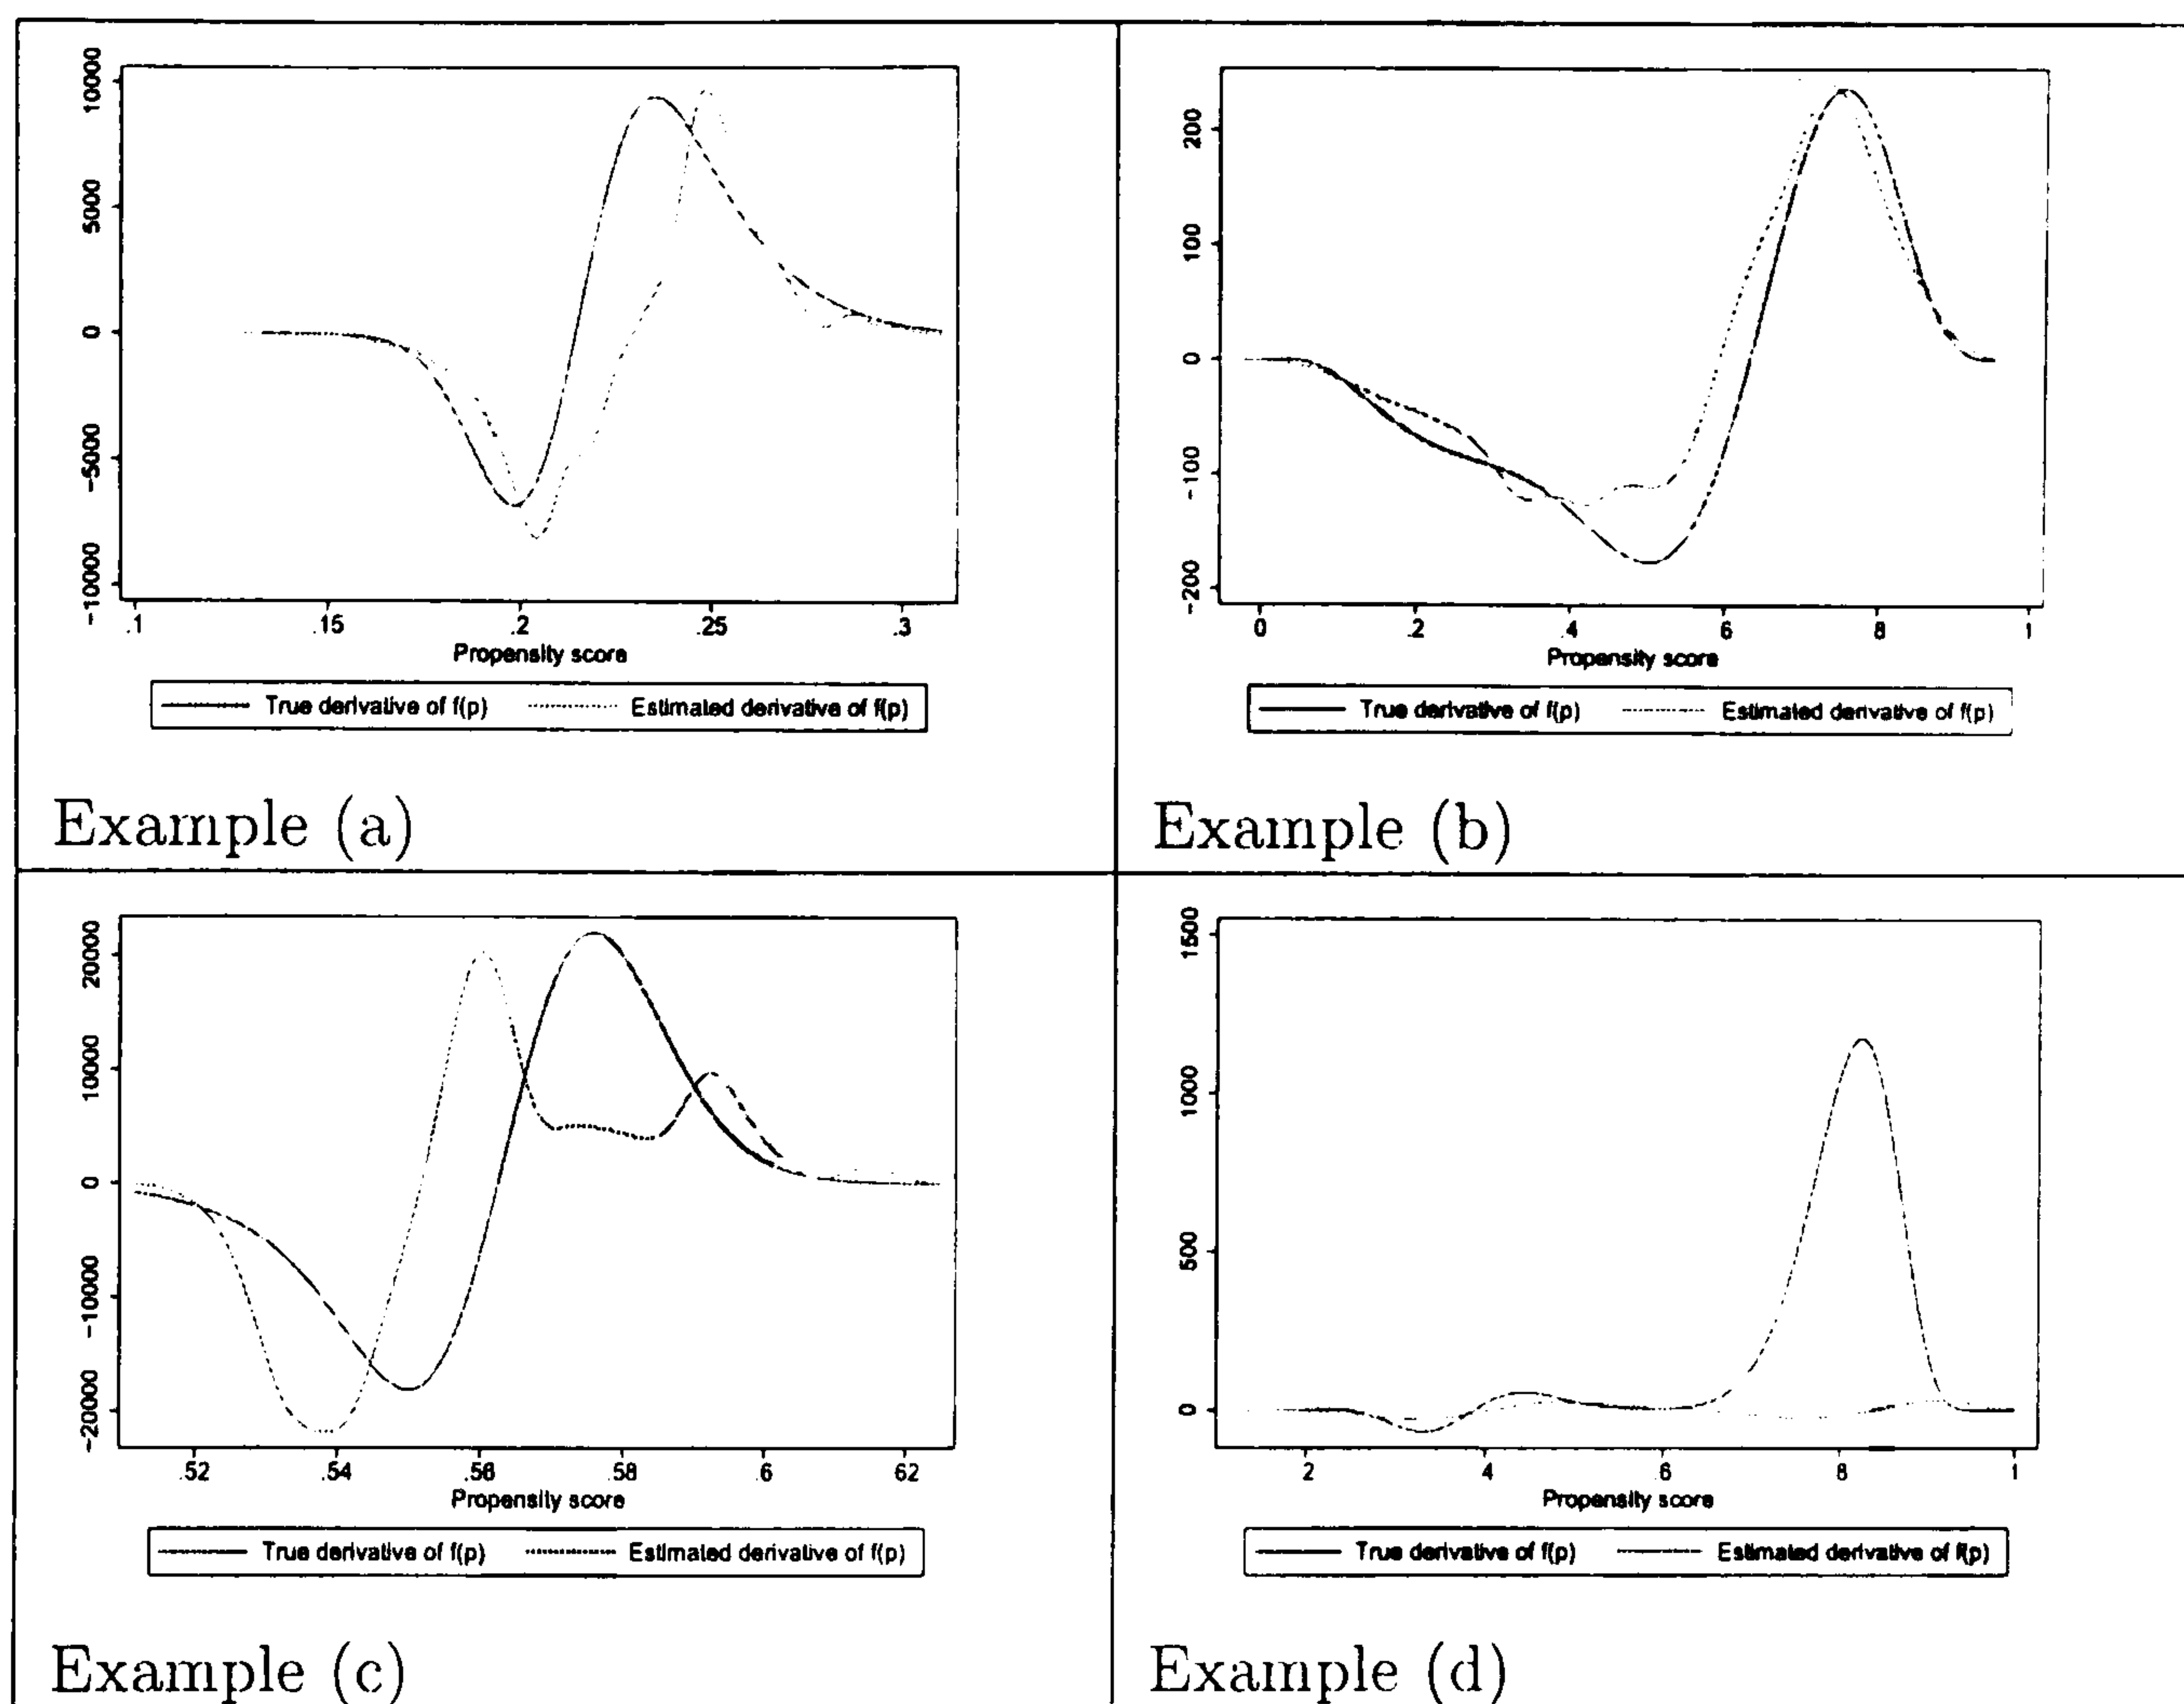 10000
5000
0
-5000
-10000
.1 .15 .2 .25 .3
Propensity score
True derivative of f(p) Estimated derivative of f(p)
Example (a)
200
100
0
-100
-200
0 .2 .4 6 8 1
Propensity score
True derivative of f(p) Estimated derivative of f(p)
Example (b)
20000
10000
0
-10000
-20000
.52 .54 .56 .58 .6 62
Propensity score
True derivative of f(p) Estimated derivative of f(p)
Example (c)
1500
1000
500
0
2 4 .6 8 1
Propensity score
True derivative of f(p) Estimated derivative of f(p)
Example (d)